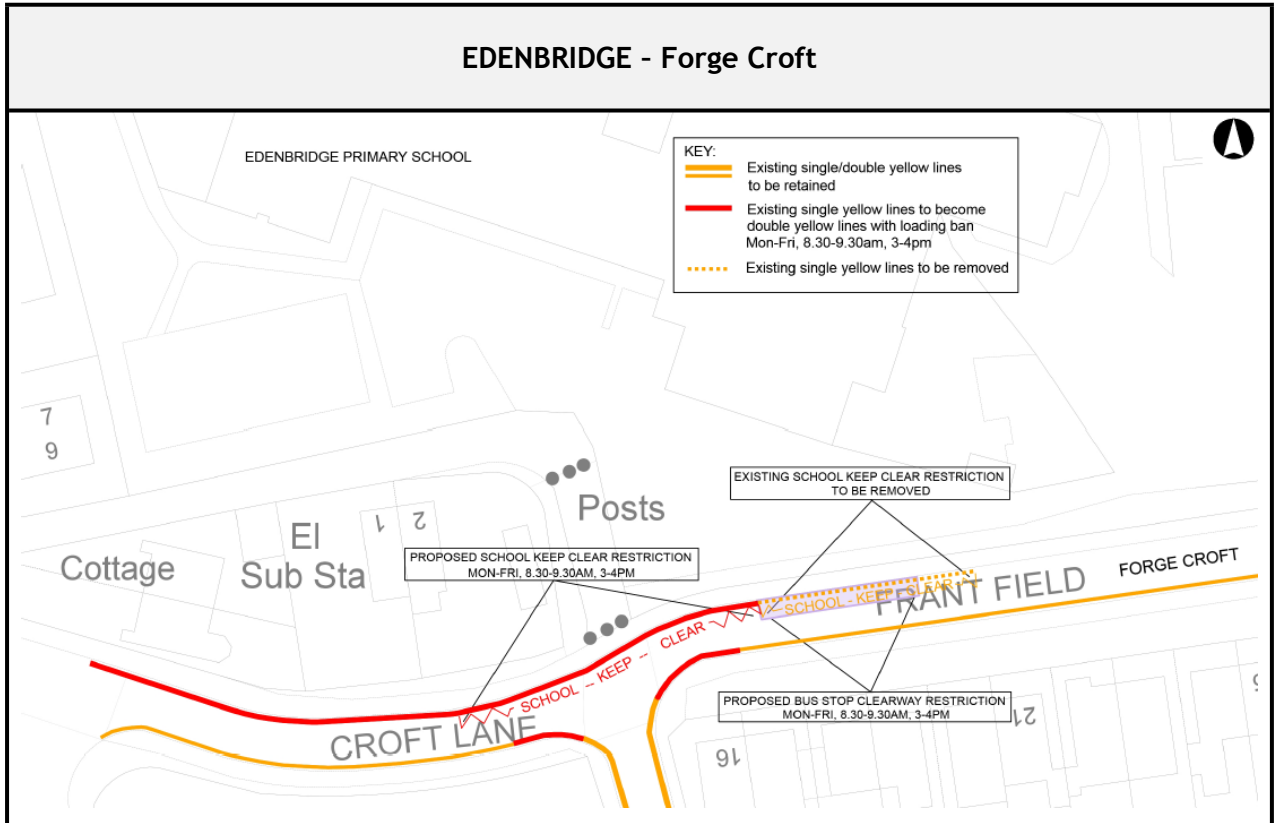 EDENBRIDGE – Forge Croft
EDENBRIDGE PRIMARY SCHOOL
KEY:
Existing single/double yellow lines
to be retained
Existing single yellow lines to become
double yellow lines with loading ban
Mon-Fri, 8.30-9.30am, 3-4pm
Existing single yellow lines to be removed
7
6
EXISTING SCHOOL KEEP CLEAR RESTRICTION
TO BE REMOVED
Posts
1
2
El
Sub Sta
Cottage
PROPOSED SCHOOL KEEP CLEAR RESTRICTION
MON-FRI, 8.30-9.30AM, 3-4PM
FORGE CROFT
SCHOOL - KEEP - CLEAR
FRANT FIELD
SCHOOL -- KEEP -- CLEAR
PROPOSED BUS STOP CLEARWAY RESTRICTION
MON-FRI, 8.30-9.30AM, 3-4PM
CROFT LANE
21
16